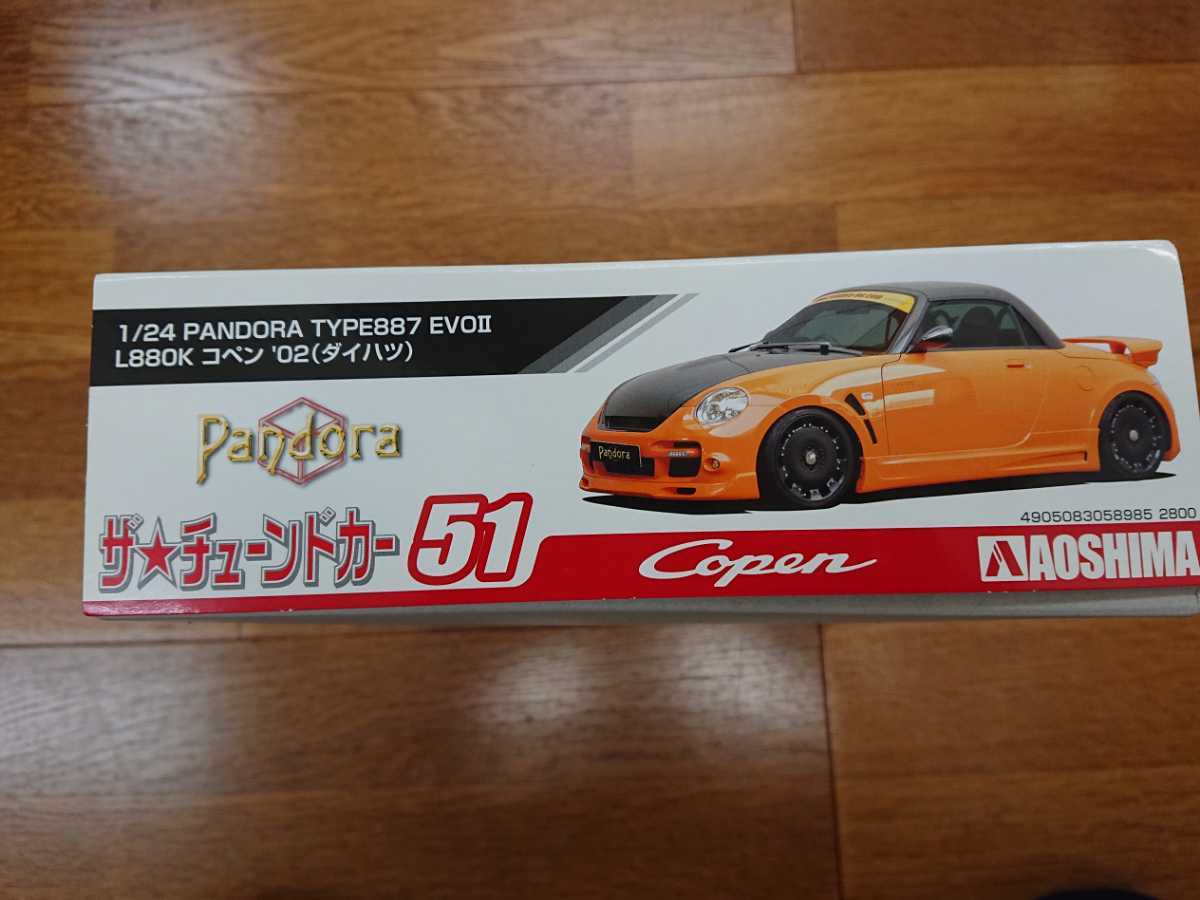 1/24 PANDORA TYPE887 EVOⅡ
L880K コペン '02(ダイハツ)
Pandora
Pandora
ザ★チューンドカー 51
4905083058985 2800
Copen
AOSHIMA